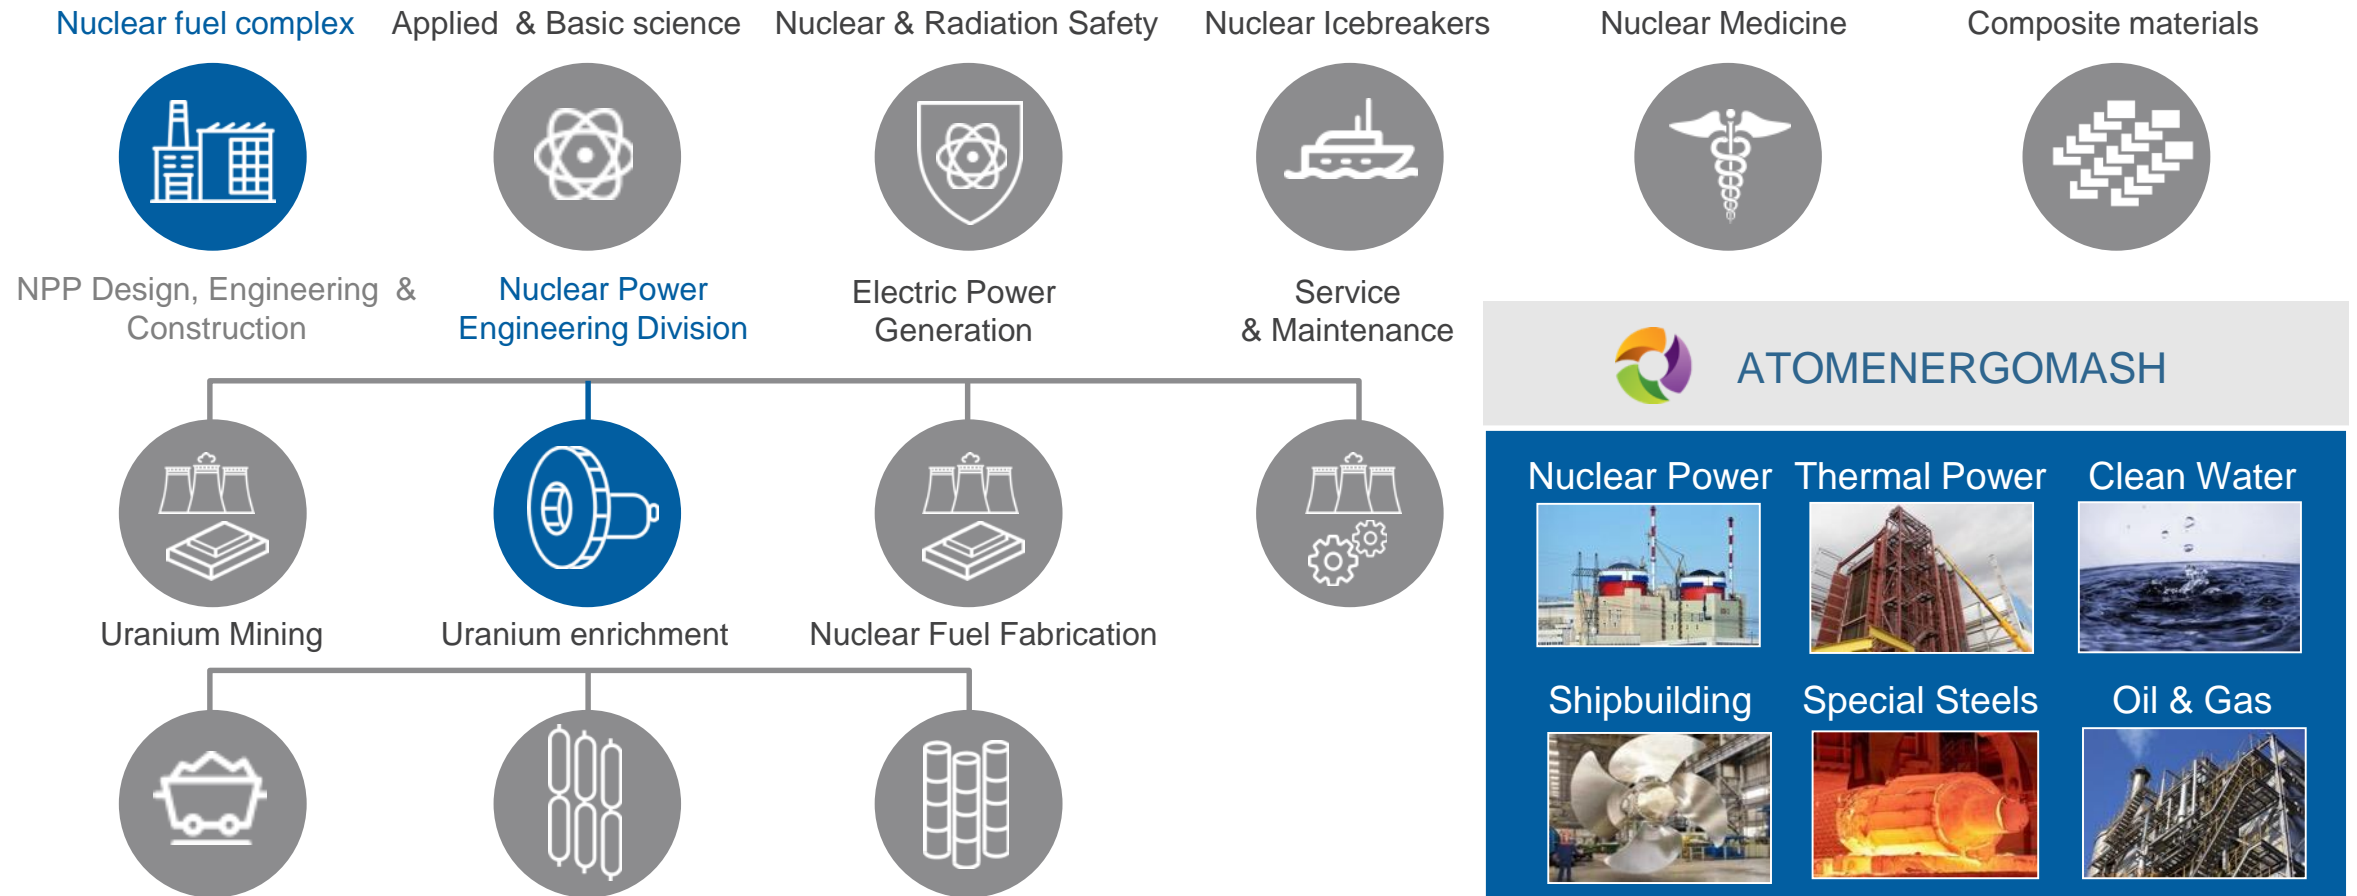 Nuclear fuel complex
Applied & Basic science
Nuclear & Radiation Safety
Nuclear Icebreakers
Nuclear Medicine
Composite materials
NPP Design, Engineering &
Construction
Nuclear Power
Engineering Division
Electric Power
Generation
Service
& Maintenance
ATOMENERGOMASH
Nuclear Power
Thermal Power
Clean Water
Uranium Mining
Uranium enrichment
Nuclear Fuel Fabrication
Shipbuilding
Special Steels
Oil & Gas